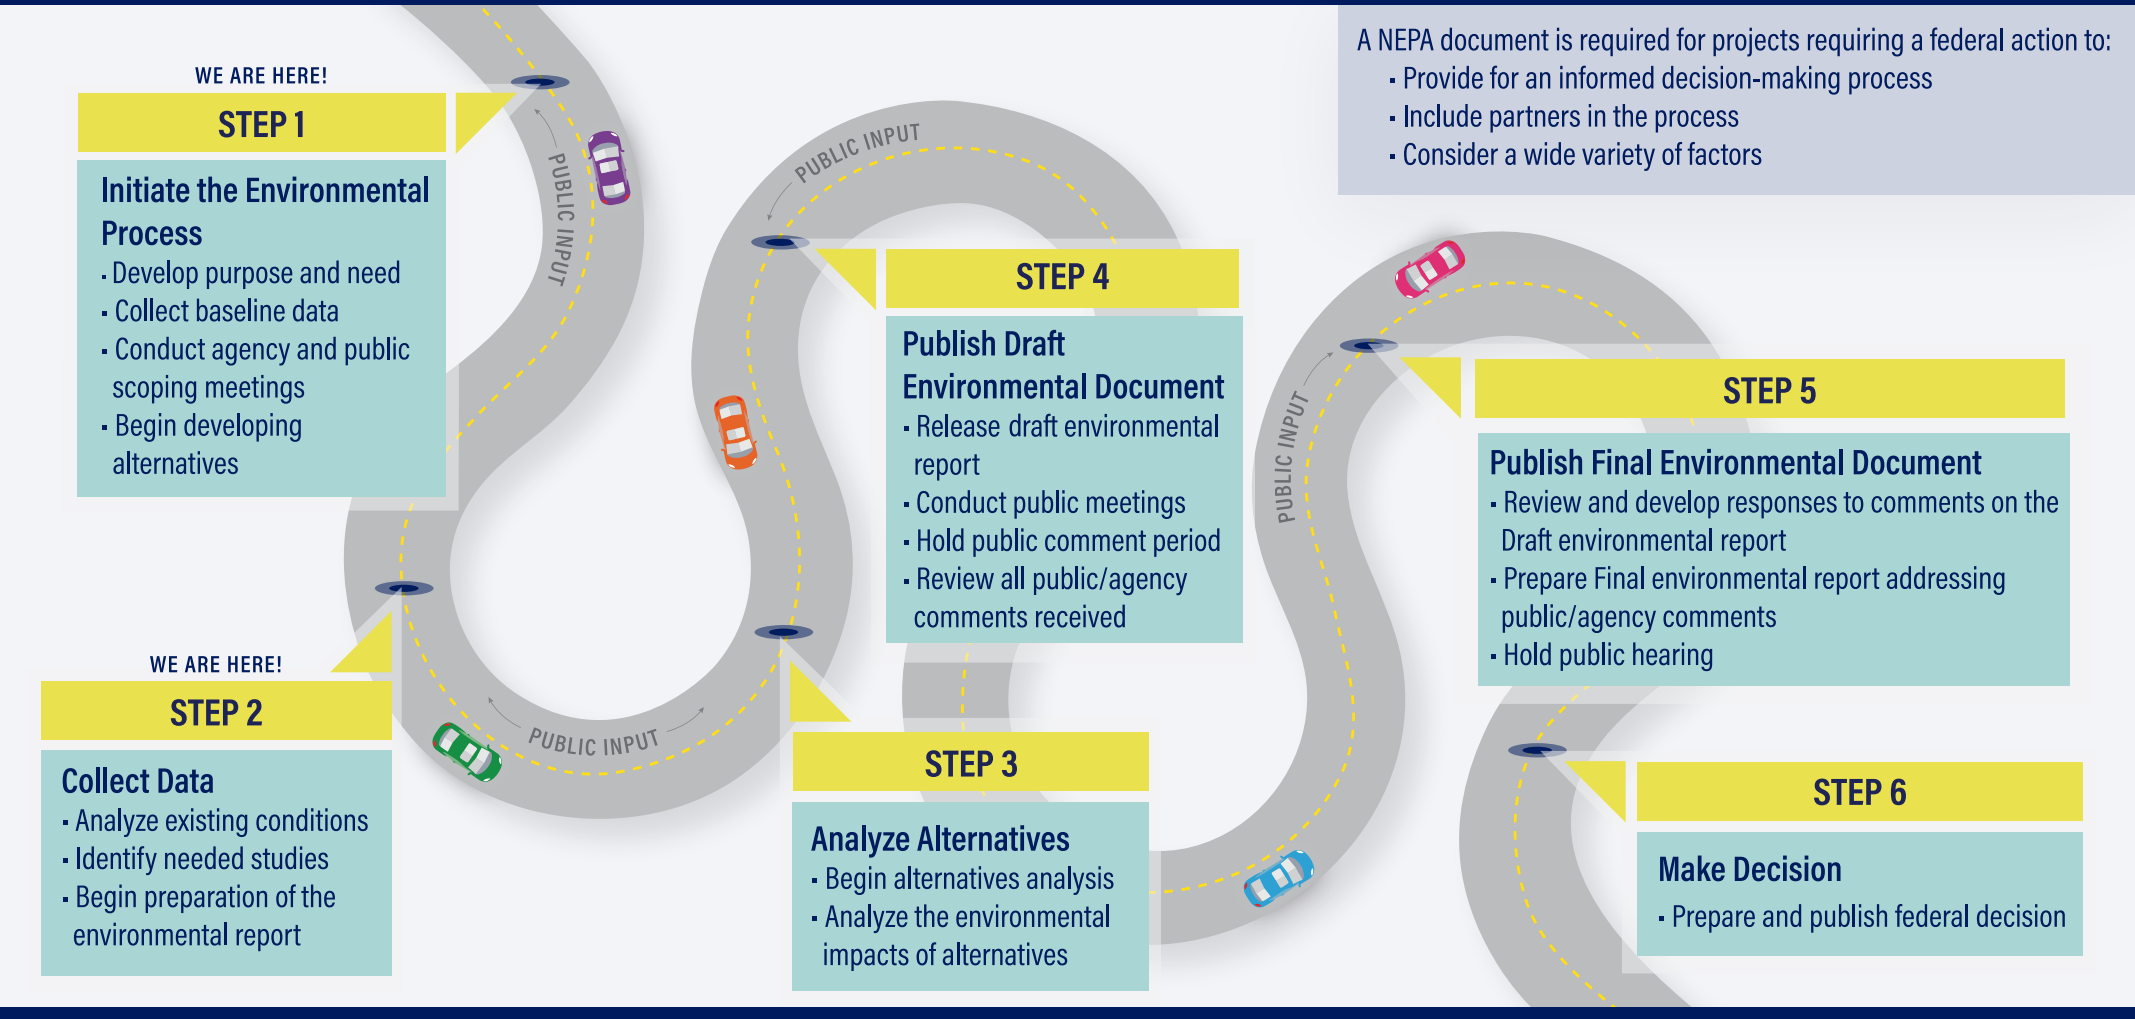 A NEPA document is required for projects requiring a federal action to:
· Provide for an informed decision-making process
· Include partners in the process
· Consider a wide variety of factors
WE ARE HERE!
STEP 1
Initiate the Environmental
Process
· Develop purpose and need
· Collect baseline data
· Conduct agency and public
scoping meetings
· Begin developing
alternatives
PUBLIC INPUT
WE ARE HERE!
STEP 2
Collect Data
· Analyze existing conditions
· Identify needed studies
· Begin preparation of the
environmental report
PUBLIC INPUT
STEP 3
Analyze Alternatives
· Begin alternatives analysis
· Analyze the environmental
impacts of alternatives
PUBLIC INPUT
STEP 4
Publish Draft
Environmental Document
· Release draft environmental
report
· Conduct public meetings
· Hold public comment period
· Review all public/agency
comments received
PUBLIC INPUT
STEP 5
Publish Final Environmental Document
· Review and develop responses to comments on the
Draft environmental report
· Prepare Final environmental report addressing
public/agency comments
· Hold public hearing
STEP 6
Make Decision
· Prepare and publish federal decision